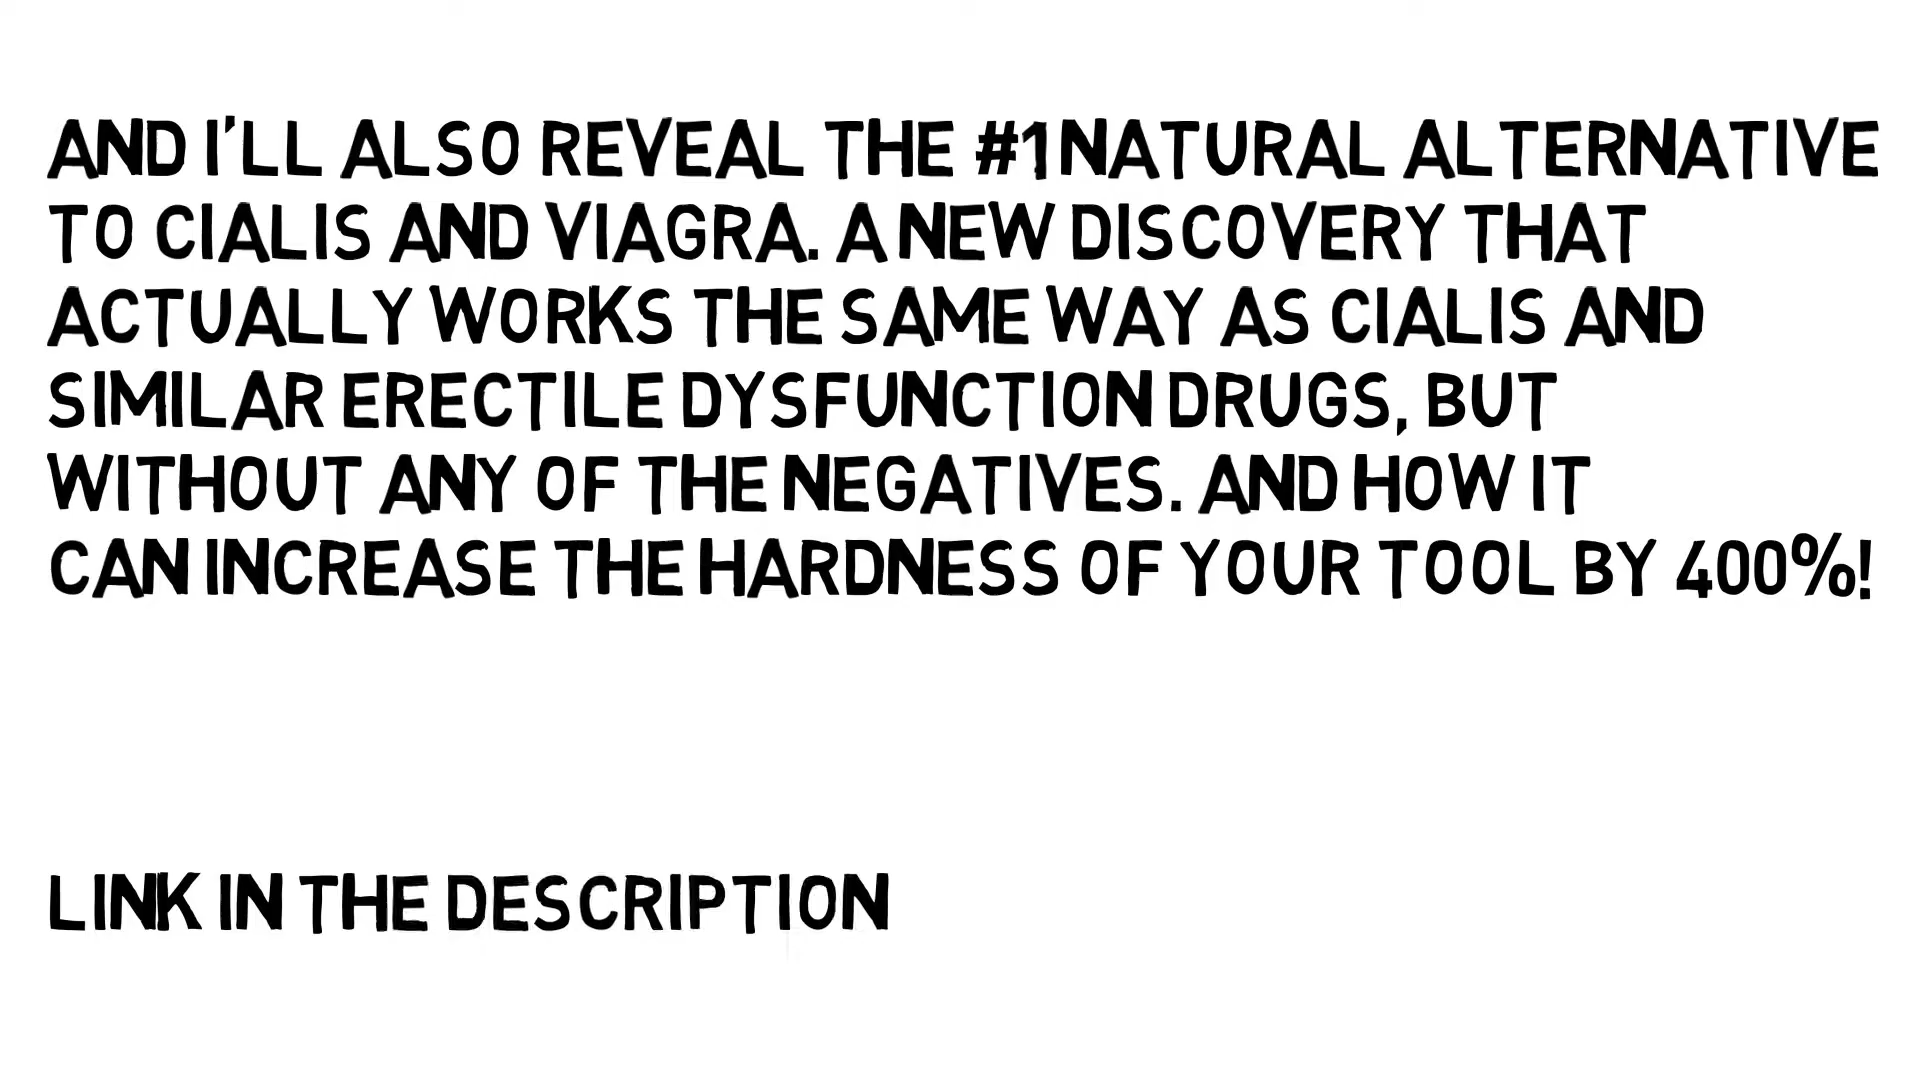 AND I'LL ALSO REVEAL THE #1 NATURAL ALTERNATIVE
TO CIALIS AND VIAGRA. A NEW DISCOVERY THAT
ACTUALLY WORKS THE SAME WAY AS CIALIS AND
SIMILAR ERECTILE DYSFUNCTION DRUGS, BUT
WITHOUT ANY OF THE NEGATIVES. AND HOW IT
CAN INCREASE THE HARDNESS OF YOUR TOOL BY 400%!
LINK IN THE DESCRIPTION